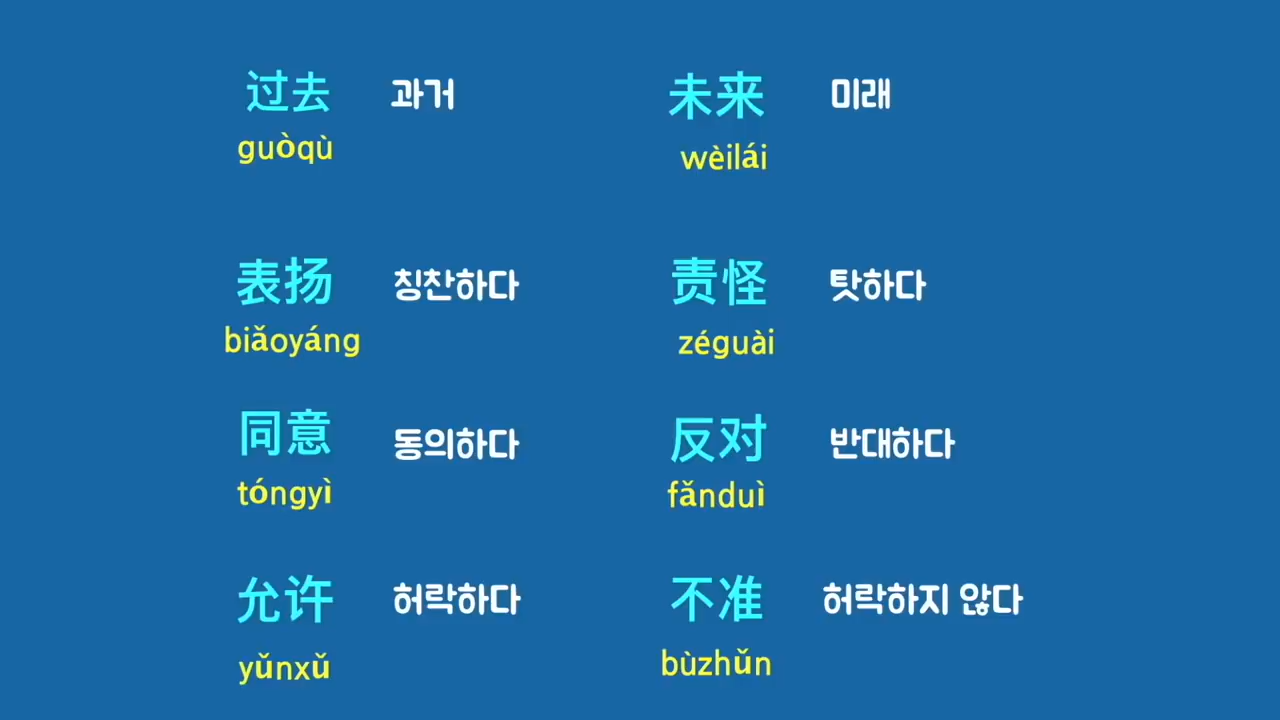 过去 과거 未来 미래
guòqù wèilái
表扬 칭찬하다 责怪 탓하다
biǎoyáng zéguài
同意 동의하다 反对 반대하다
tóngyì fǎnduì
允许 허락하다 不准 허락하지 않다
yǔnxǔ bùzhǔn